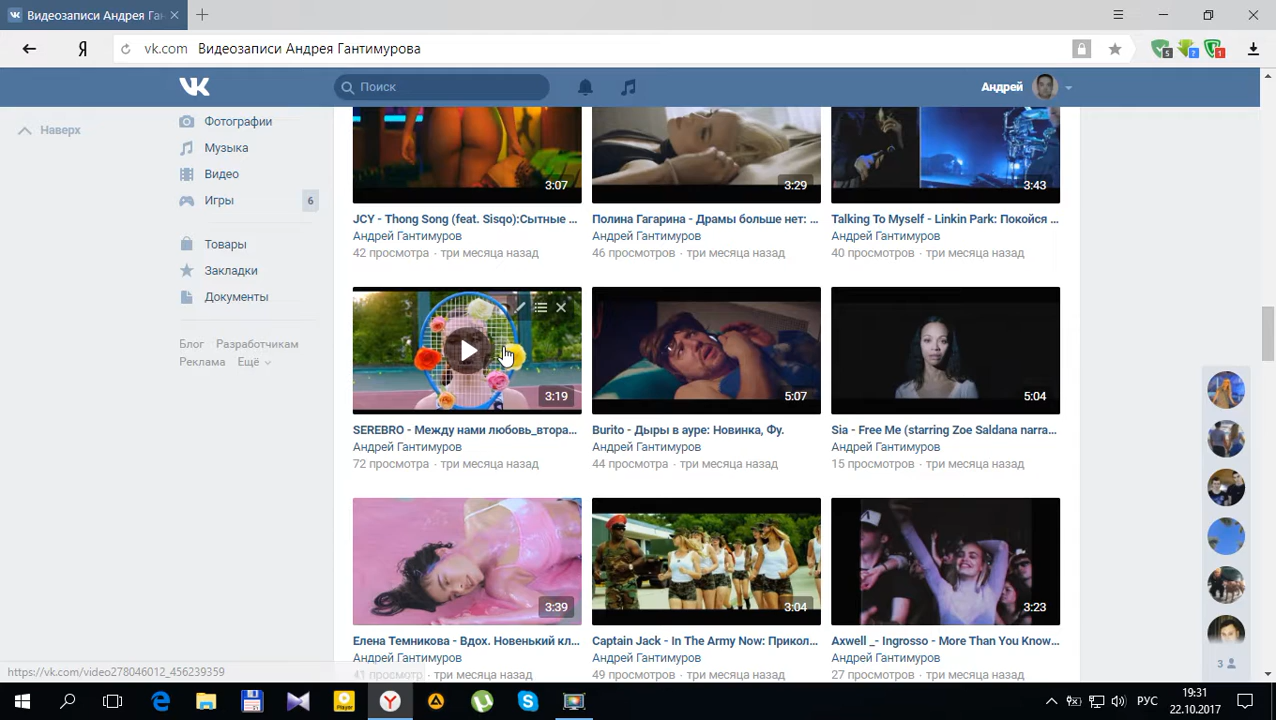 Видеозаписи Андрея Ган
vk.com Видеозаписи Андрея Гантимурова
5
?
1
Поиск
Андрей
Наверх
Фотографии
Музыка
Видео
Игры
6
Товары
Закладки
Документы
Блог Разработчикам
Реклама Ещё
3:07
JCY - Thong Song (feat. Sisqo):Сытные ...
Андрей Гантимуров
42 просмотра · три месяца назад
3:29
Полина Гагарина - Драмы больше нет: ...
Андрей Гантимуров
46 просмотров · три месяца назад
3:43
Talking To Myself - Linkin Park: Покойся ...
Андрей Гантимуров
40 просмотров · три месяца назад
3:19
SEREBRO - Между нами любовь_втора...
Андрей Гантимуров
72 просмотра · три месяца назад
5:07
Burito - Дыры в ауре: Новинка, Фу.
Андрей Гантимуров
44 просмотра · три месяца назад
5:04
Sia - Free Me (starring Zoe Saldana narra...
Андрей Гантимуров
15 просмотров · три месяца назад
3:39
Елена Темникова - Вдох. Новенький кл...
Андрей Гантимуров
41 просмотр · три месяца назад
3:04
Captain Jack - In The Army Now: Прикол...
Андрей Гантимуров
49 просмотров · три месяца назад
3:23
Axwell _- Ingrosso - More Than You Know...
Андрей Гантимуров
27 просмотров · три месяца назад
3
https://vk.com/video278046012_456239359
Player
РУС
19:31
22.10.2017